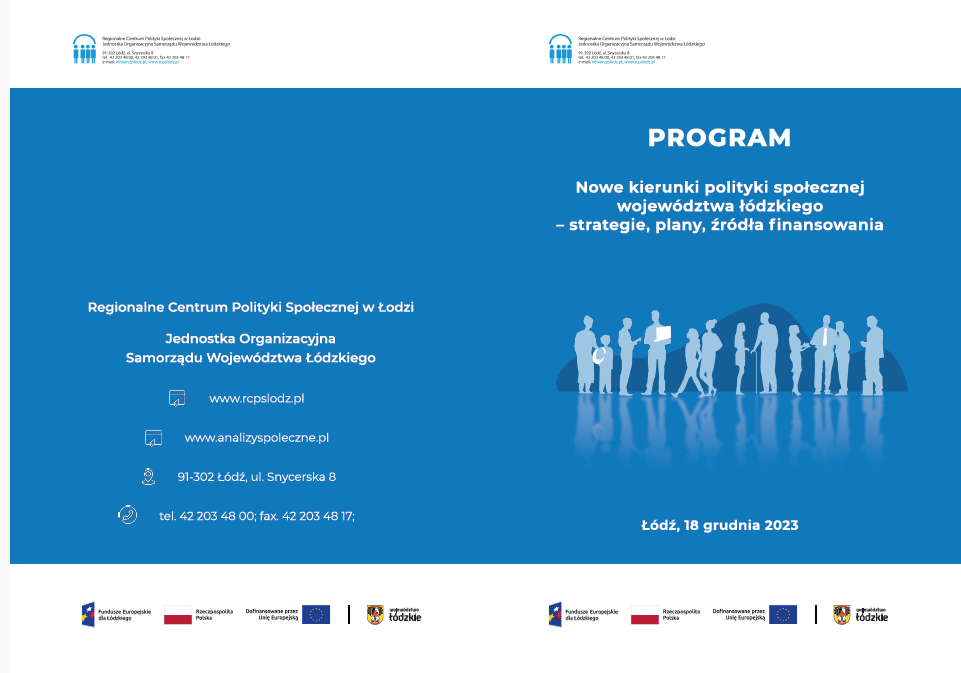 Regionalne Centrum Polityki Społecznej w Łodzi
Jednostka Organizacyjna Samorządu Województwa Łódzkiego
91-302 Łódź, ul. Snycerska 8
tel. 42 203 48 00, 42 203 48 01, fax 42 203 48 17
e-mail: info@rcpslodz.pl; www.rcpslodz.pl
Regionalne Centrum Polityki Społecznej w Łodzi
Jednostka Organizacyjna
Samorządu Województwa Łódzkiego
www.rcpslodz.pl
www.analizyspoleczne.pl
91-302 Łódź, ul. Snycerska 8
tel. 42 203 48 00; fax. 42 203 48 17;
Fundusze Europejskie
dla Łódzkiego
Rzeczpospolita
Polska
Dofinansowane przez
Unię Europejską
województwo
łódzkie
Regionalne Centrum Polityki Społecznej w Łodzi
Jednostka Organizacyjna Samorządu Województwa Łódzkiego
91-302 Łódź, ul. Snycerska 8
tel. 42 203 48 00, 42 203 48 01, fax 42 203 48 17
e-mail: info@rcpslodz.pl; www.rcpslodz.pl
PROGRAM
Nowe kierunki polityki społecznej
województwa łódzkiego
– strategie, plany, źródła finansowania
Łódź, 18 grudnia 2023
Fundusze Europejskie
dla Łódzkiego
Rzeczpospolita
Polska
Dofinansowane przez
Unię Europejską
województwo
łódzkie